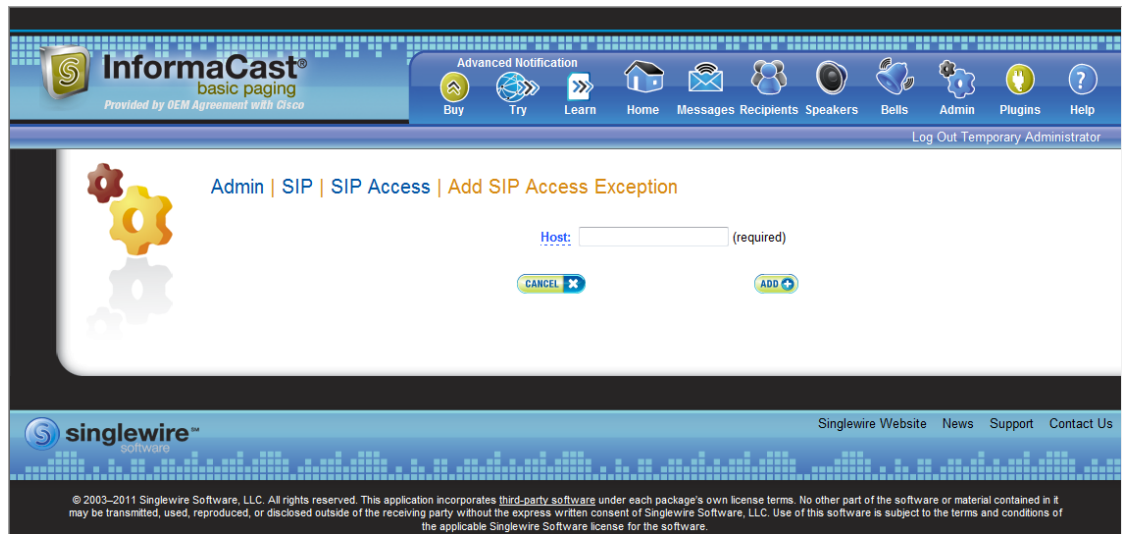 InformaCast®
basic paging
Provided by OEM Agreement with Cisco
Advanced Notification
Buy Try Learn Home Messages Recipients Speakers Bells Admin Plugins Help
Log Out Temporary Administrator
Admin | SIP | SIP Access | Add SIP Access Exception
Host: (required)
CANCEL ADD
singlewire℠
software
Singlewire Website News Support Contact Us
© 2003–2011 Singlewire Software, LLC. All rights reserved. This application incorporates third-party software under each package's own license terms. No other part of the software or material contained in it
may be transmitted, used, reproduced, or disclosed outside of the receiving party without the express written consent of Singlewire Software, LLC. Use of this software is subject to the terms and conditions of
the applicable Singlewire Software license for the software.